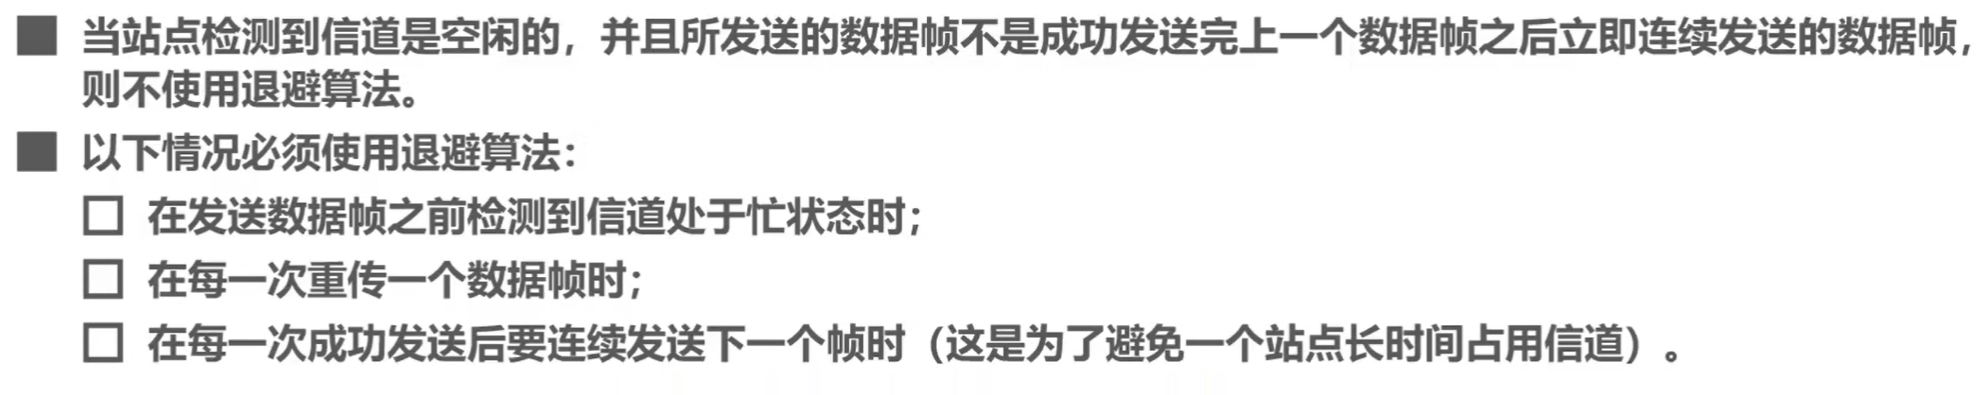 ■ 当站点检测到信道是空闲的，并且所发送的数据帧不是成功发送完上一个数据帧之后立即连续发送的数据帧，
则不使用退避算法。
■ 以下情况必须使用退避算法：
□ 在发送数据帧之前检测到信道处于忙状态时；
□ 在每一次重传一个数据帧时；
□ 在每一次成功发送后要连续发送下一个帧时（这是为了避免一个站点长时间占用信道）。